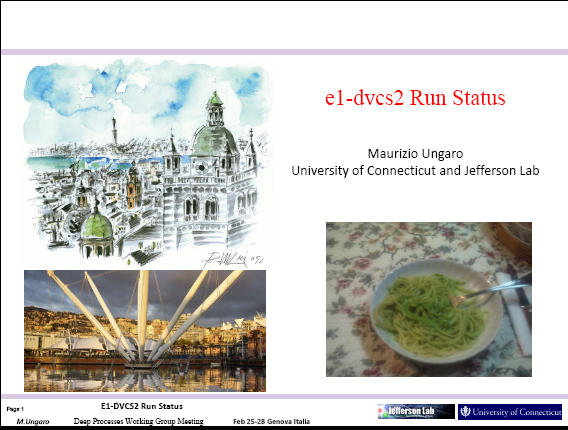 e1-dvcs2 Run Status
Maurizio Ungaro
University of Connecticut and Jefferson Lab
Page 1
E1-DVCS2 Run Status
M.Ungaro
Deep Processes Working Group Meeting
Feb 25-28 Genova Italia
Jefferson Lab
University of Connecticut